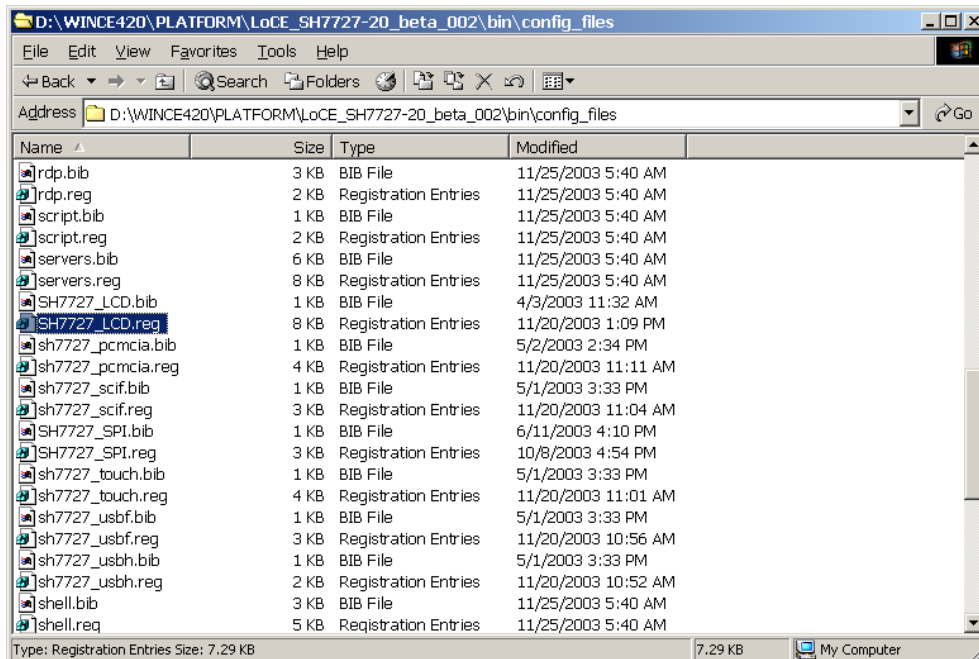 D:\WINCE420\PLATFORM\LoCE_SH7727-20_beta_002\bin\config_files
File Edit View Favorites Tools Help
Back Search Folders
Address D:\WINCE420\PLATFORM\LoCE_SH7727-20_beta_002\bin\config_files Go
Name Size Type Modified
rdp.bib 3 KB BIB File 11/25/2003 5:40 AM
rdp.reg 2 KB Registration Entries 11/25/2003 5:40 AM
script.bib 1 KB BIB File 11/25/2003 5:40 AM
script.reg 2 KB Registration Entries 11/25/2003 5:40 AM
servers.bib 6 KB BIB File 11/25/2003 5:40 AM
servers.reg 8 KB Registration Entries 11/25/2003 5:40 AM
SH7727_LCD.bib 1 KB BIB File 4/3/2003 11:32 AM
SH7727_LCD.reg 8 KB Registration Entries 11/20/2003 1:09 PM
sh7727_pcmcia.bib 1 KB BIB File 5/2/2003 2:34 PM
sh7727_pcmcia.reg 4 KB Registration Entries 11/20/2003 11:11 AM
sh7727_scif.bib 1 KB BIB File 5/1/2003 3:33 PM
sh7727_scif.reg 3 KB Registration Entries 11/20/2003 11:04 AM
SH7727_SPI.bib 1 KB BIB File 6/11/2003 4:10 PM
SH7727_SPI.reg 3 KB Registration Entries 10/8/2003 4:54 PM
sh7727_touch.bib 1 KB BIB File 5/1/2003 3:33 PM
sh7727_touch.reg 4 KB Registration Entries 11/20/2003 11:01 AM
sh7727_usbf.bib 1 KB BIB File 5/1/2003 3:33 PM
sh7727_usbf.reg 3 KB Registration Entries 11/20/2003 10:56 AM
sh7727_usbh.bib 1 KB BIB File 5/1/2003 3:33 PM
sh7727_usbh.reg 2 KB Registration Entries 11/20/2003 10:52 AM
shell.bib 3 KB BIB File 11/25/2003 5:40 AM
shell.reg 5 KB Registration Entries 11/25/2003 5:40 AM
Type: Registration Entries Size: 7.29 KB 7.29 KB My Computer